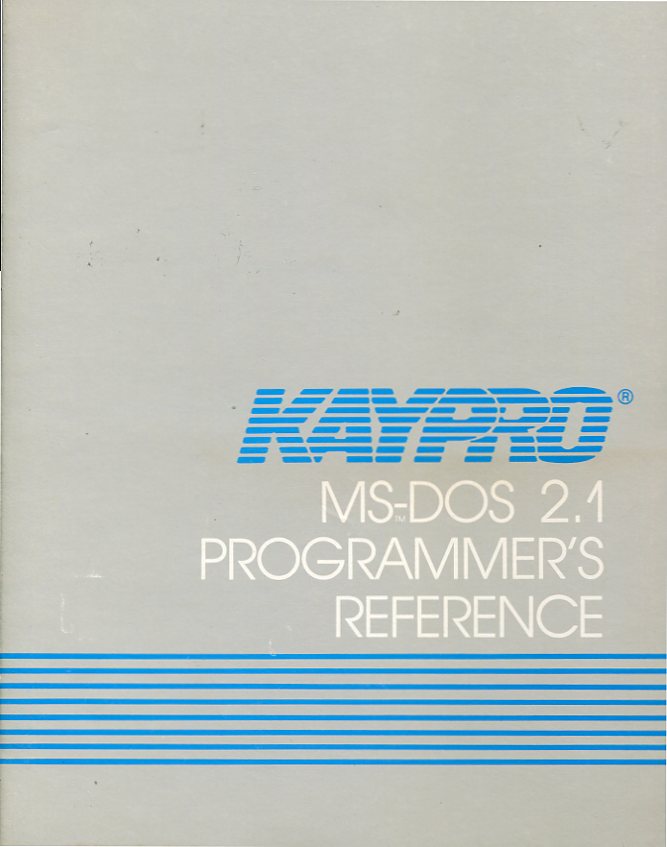 KAYPRO®
MS-DOS™ 2.1
PROGRAMMER'S
REFERENCE